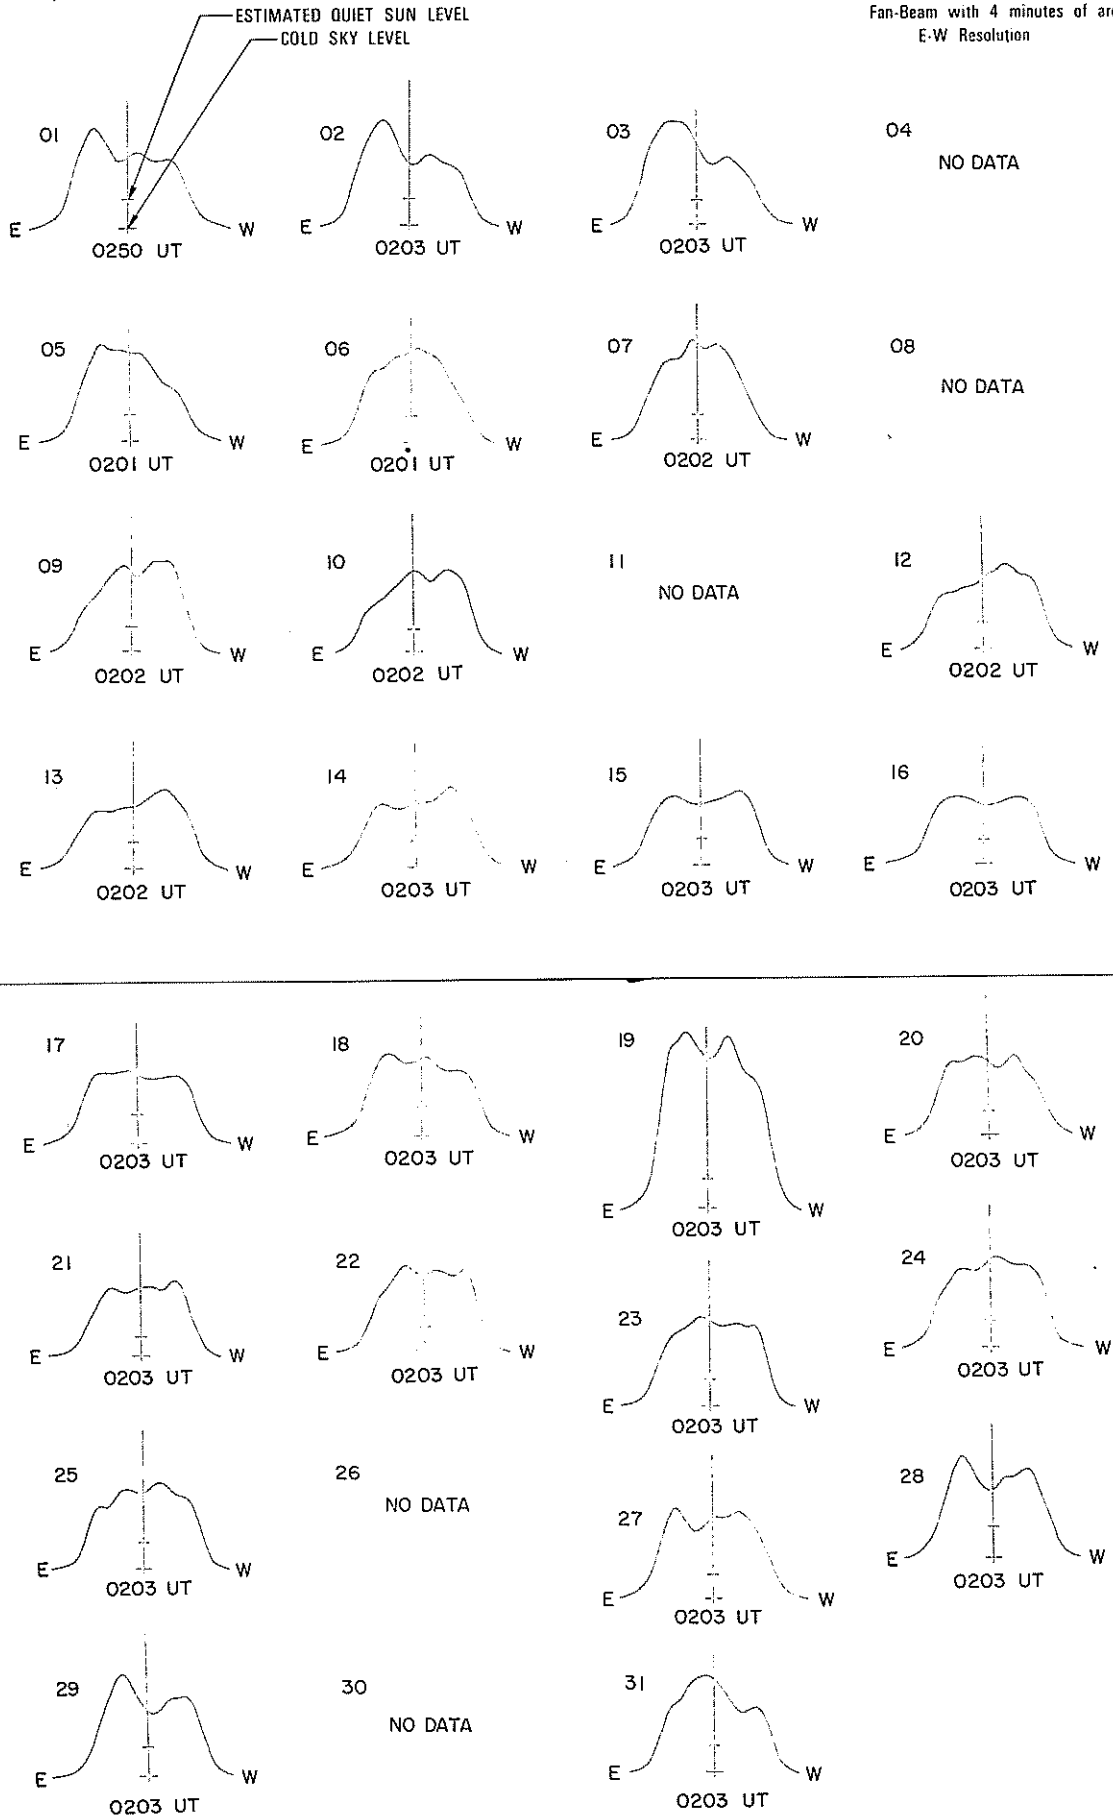 ESTIMATED QUIET SUN LEVEL
COLD SKY LEVEL
Fan-Beam with 4 minutes of arc
E-W Resolution
01
E W
0250 UT
02
E W
0203 UT
03
E W
0203 UT
04
NO DATA
05
E W
0201 UT
06
E W
0201 UT
07
E W
0202 UT
08
NO DATA
09
E W
0202 UT
10
E W
0202 UT
11
NO DATA
12
E W
0202 UT
13
E W
0202 UT
14
E W
0203 UT
15
E W
0203 UT
16
E W
0203 UT
17
E W
0203 UT
18
E W
0203 UT
19
E W
0203 UT
20
E W
0203 UT
21
E W
0203 UT
22
E W
0203 UT
23
E W
0203 UT
24
E W
0203 UT
25
E W
0203 UT
26
NO DATA
27
E W
0203 UT
28
E W
0203 UT
29
E W
0203 UT
30
NO DATA
31
E W
0203 UT